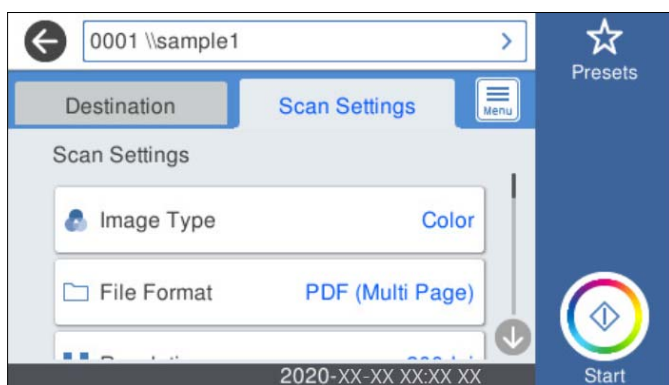 0001 \\sample1
Presets
Destination
Scan Settings
Menu
Scan Settings
Image Type
Color
File Format
PDF (Multi Page)
2020-XX-XX XX:XX XX
Start